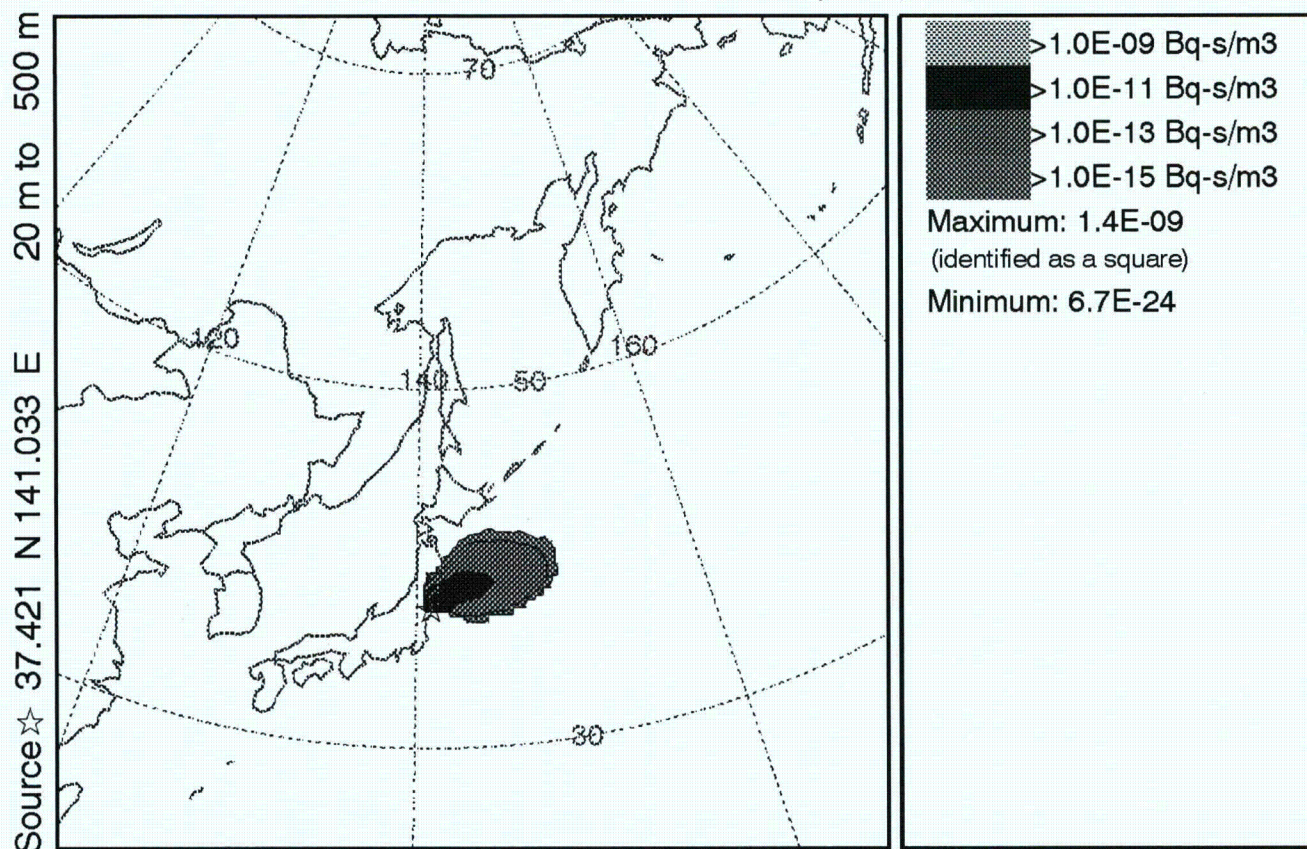 Source☆ 37.421 N 141.033 E 20 m to 500 m
70
120
140
50
160
30
>1.0E-09 Bq-s/m3
>1.0E-11 Bq-s/m3
>1.0E-13 Bq-s/m3
>1.0E-15 Bq-s/m3
Maximum: 1.4E-09
(identified as a square)
Minimum: 6.7E-24